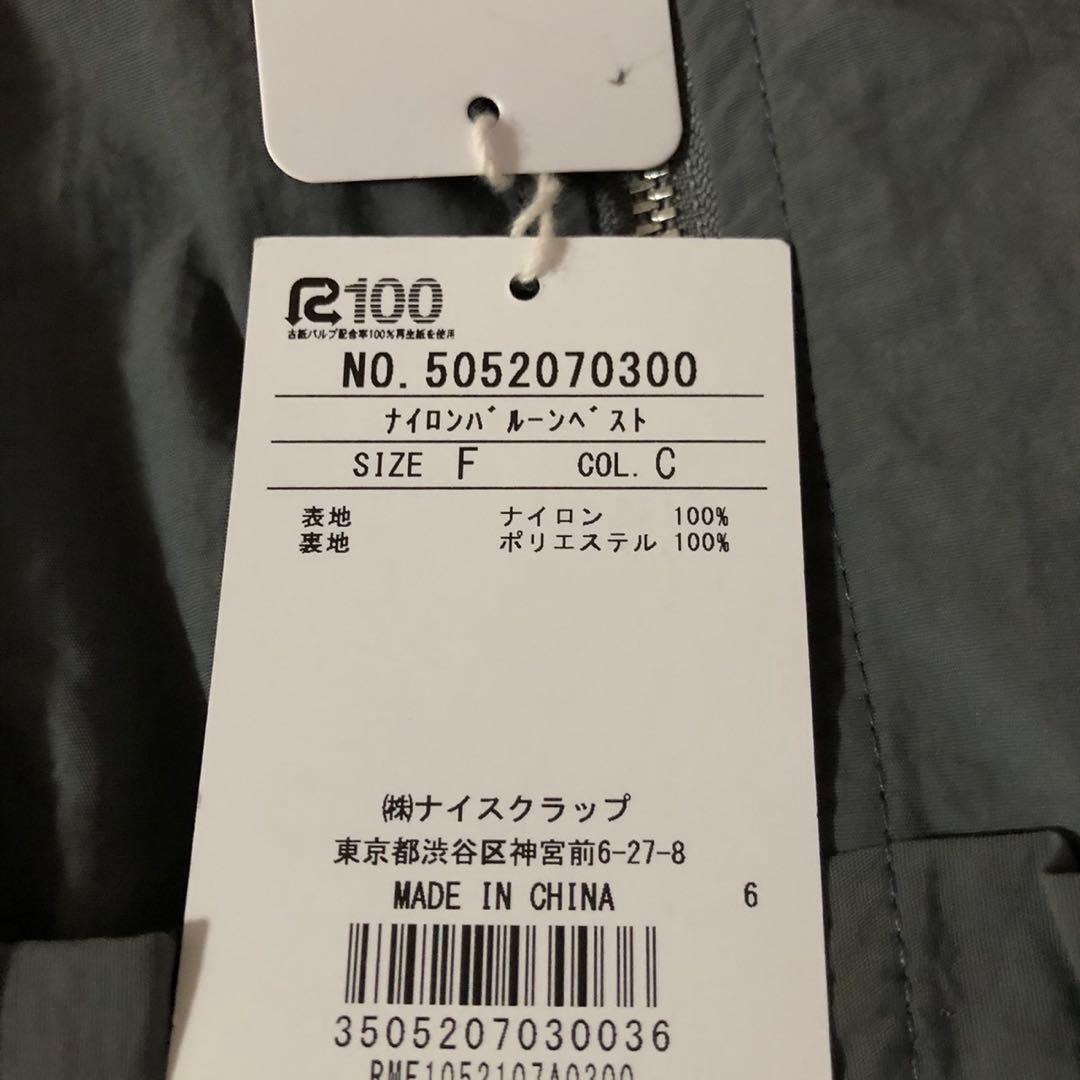 R100
古紙パルプ配合率100%再生紙を使用
NO. 5052070300
ナイロンバルーンベスト
SIZE F COL. C
表地 ナイロン 100%
裏地 ポリエステル 100%
㈱ナイスクラップ
東京都渋谷区神宮前6-27-8
MADE IN CHINA 6
3505207030036
RMF1052107A0200